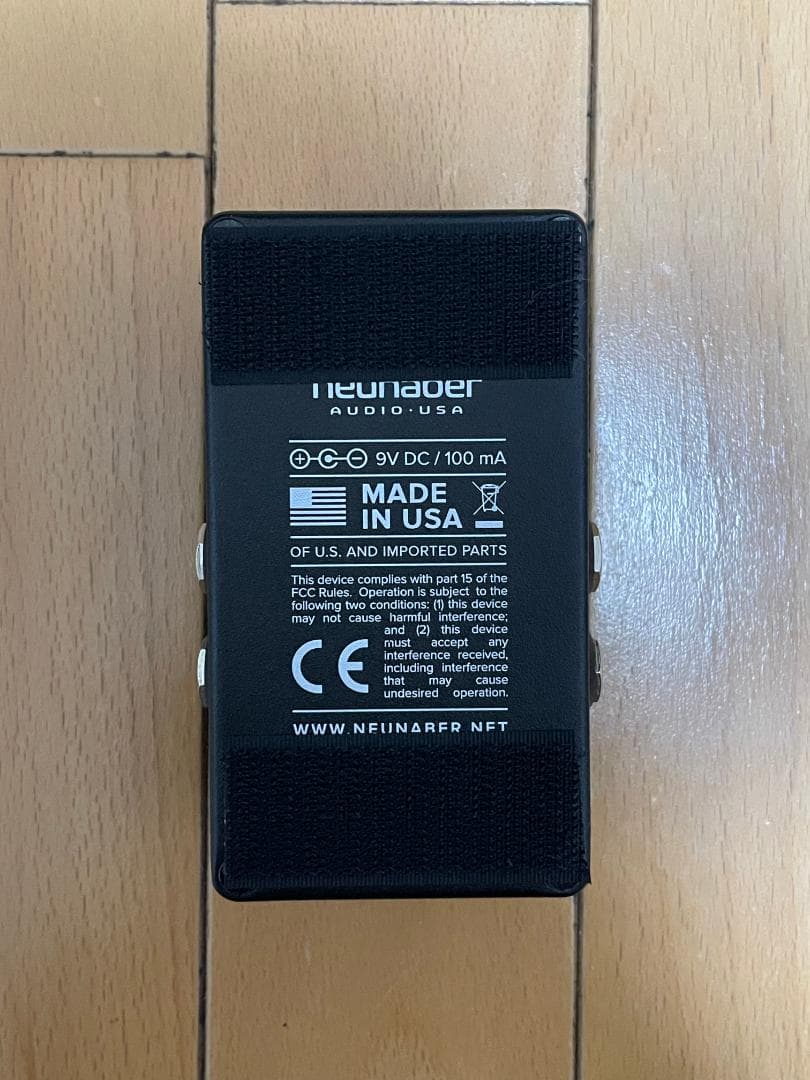 neunaber
AUDIO·USA
9V DC / 100 mA
MADE
IN USA
OF U.S. AND IMPORTED PARTS
This device complies with part 15 of the
FCC Rules. Operation is subject to the
following two conditions: (1) this device
may not cause harmful interference;
and (2) this device
must accept any
interference received,
including interference
that may cause
undesired operation.
CE
WWW.NEUNABER.NET